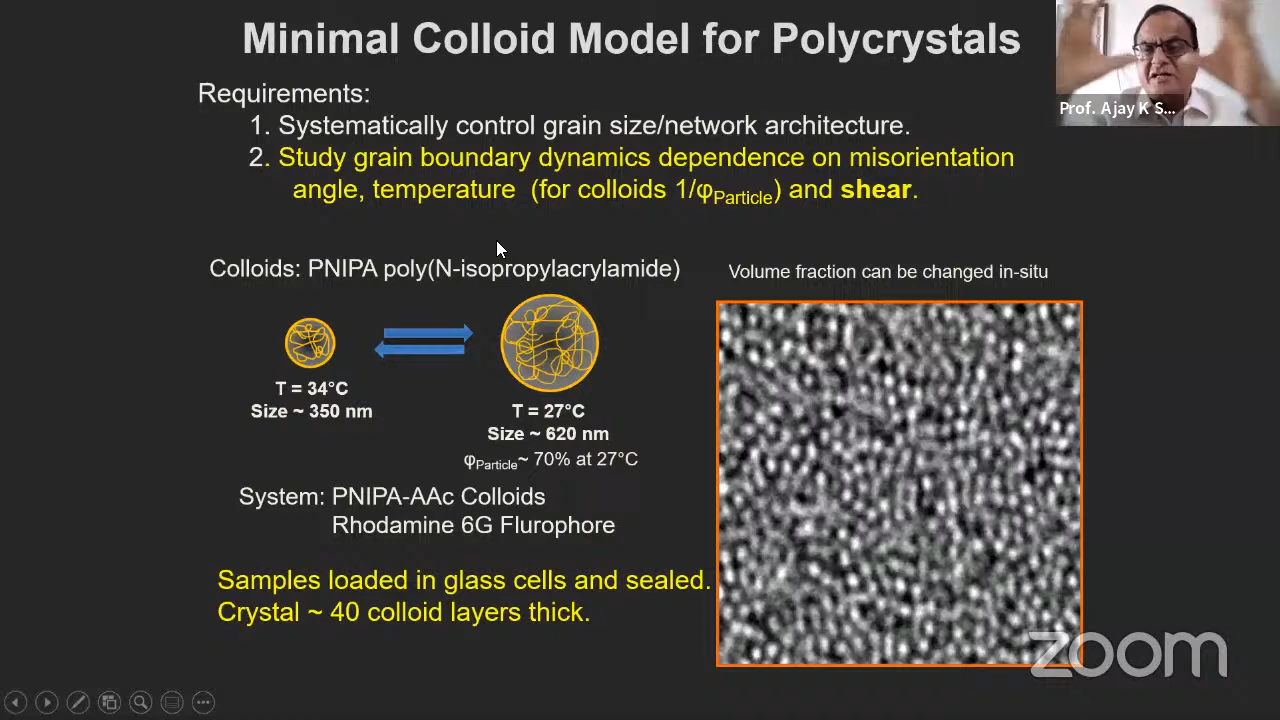 Minimal Colloid Model for Polycrystals
Prof. Ajay K S...
Requirements:
1. Systematically control grain size/network architecture.
2. Study grain boundary dynamics dependence on misorientation
angle, temperature (for colloids 1/φParticle) and shear.
Colloids: PNIPA poly(N-isopropylacrylamide)
Volume fraction can be changed in-situ
T = 34°C
Size ~ 350 nm
T = 27°C
Size ~ 620 nm
φParticle~ 70% at 27°C
System: PNIPA-AAc Colloids
Rhodamine 6G Flurophore
Samples loaded in glass cells and sealed.
Crystal ~ 40 colloid layers thick.
zoom